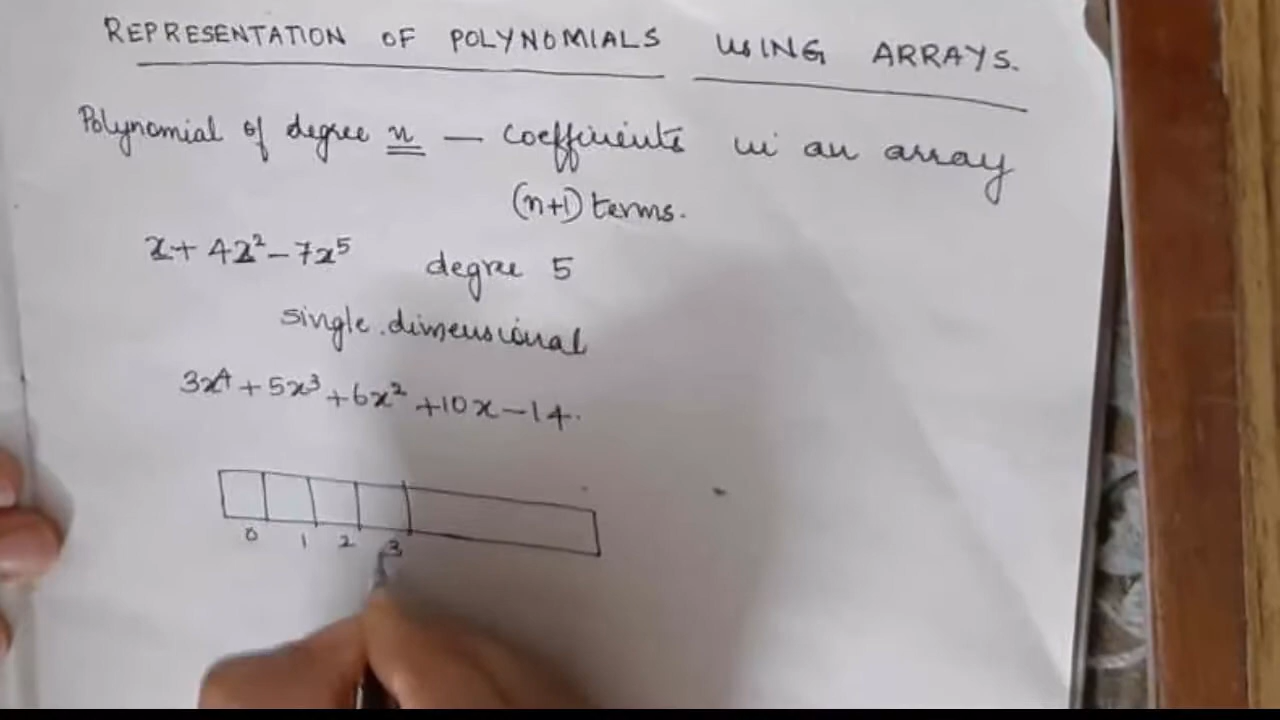 REPRESENTATION OF POLYNOMIALS USING ARRAYS.
Polynomial of degree n — coefficients in an array
(n+1) terms.
x + 4x² – 7x⁵ degree 5
single dimensional
3x⁴ + 5x³ + 6x² + 10x – 14.
0 1 2 3